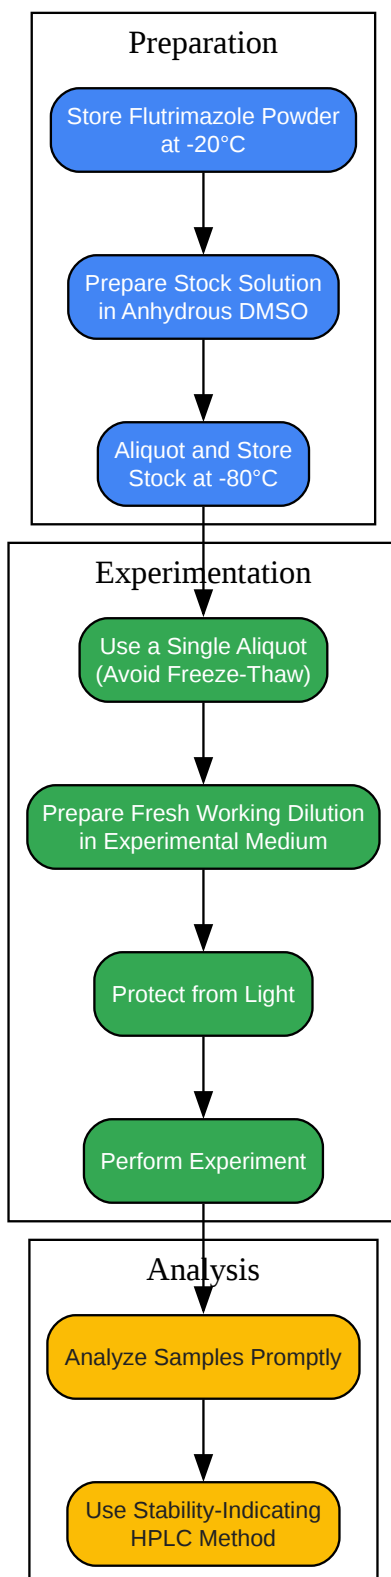 Preparation
Store Flutrimazole Powder
at -20°C
Prepare Stock Solution
in Anhydrous DMSO
Aliquot and Store
Stock at -80°C
Experimentation
Use a Single Aliquot
(Avoid Freeze-Thaw)
Prepare Fresh Working Dilution
in Experimental Medium
Protect from Light
Perform Experiment
Analysis
Analyze Samples Promptly
Use Stability-Indicating
HPLC Method